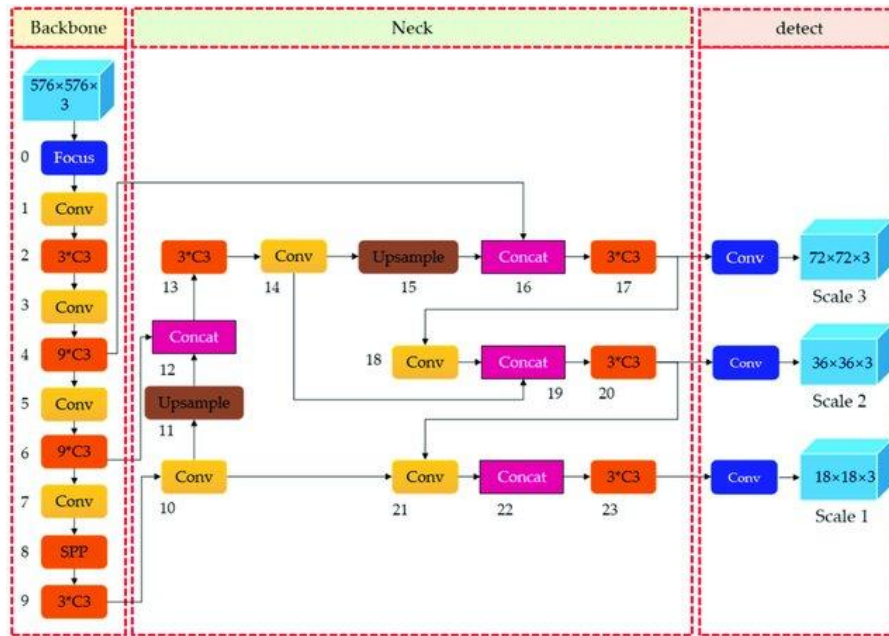 Backbone
Neck
detect
576×576×
3
0
Focus
1
Conv
2
3*C3
3
Conv
4
9*C3
5
Conv
6
9*C3
7
Conv
8
SPP
9
3*C3
3*C3
13
Conv
14
Upsample
15
Concat
16
3*C3
17
Conv
72×72×3
Scale 3
Concat
12
18
Conv
Concat
19
3*C3
20
Conv
36×36×3
Scale 2
Upsample
11
Conv
10
Conv
21
Concat
22
3*C3
23
Conv
18×18×3
Scale 1